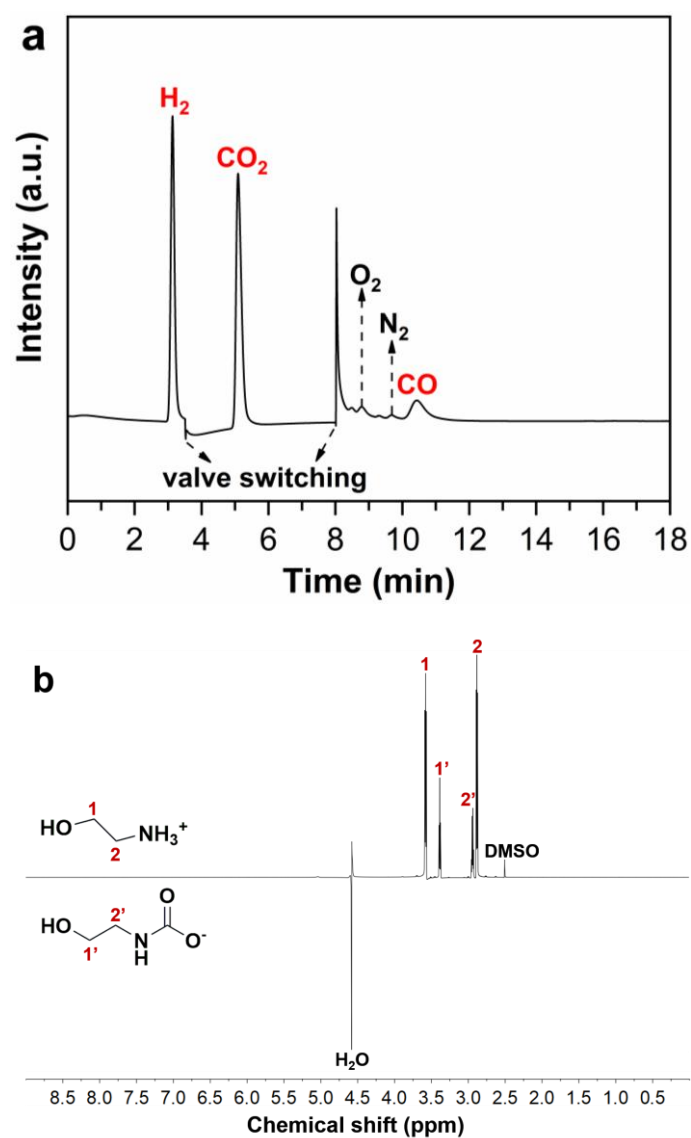 a
H₂
CO₂
O₂
N₂
CO
valve switching
Intensity (a.u.)
0 2 4 6 8 10 12 14 16 18
Time (min)
b
1 2
1' 2'
DMSO
1
HO NH₃⁺
2
O
HO 2' N O⁻
1' H
H₂O
8.5 8.0 7.5 7.0 6.5 6.0 5.5 5.0 4.5 4.0 3.5 3.0 2.5 2.0 1.5 1.0 0.5
Chemical shift (ppm)